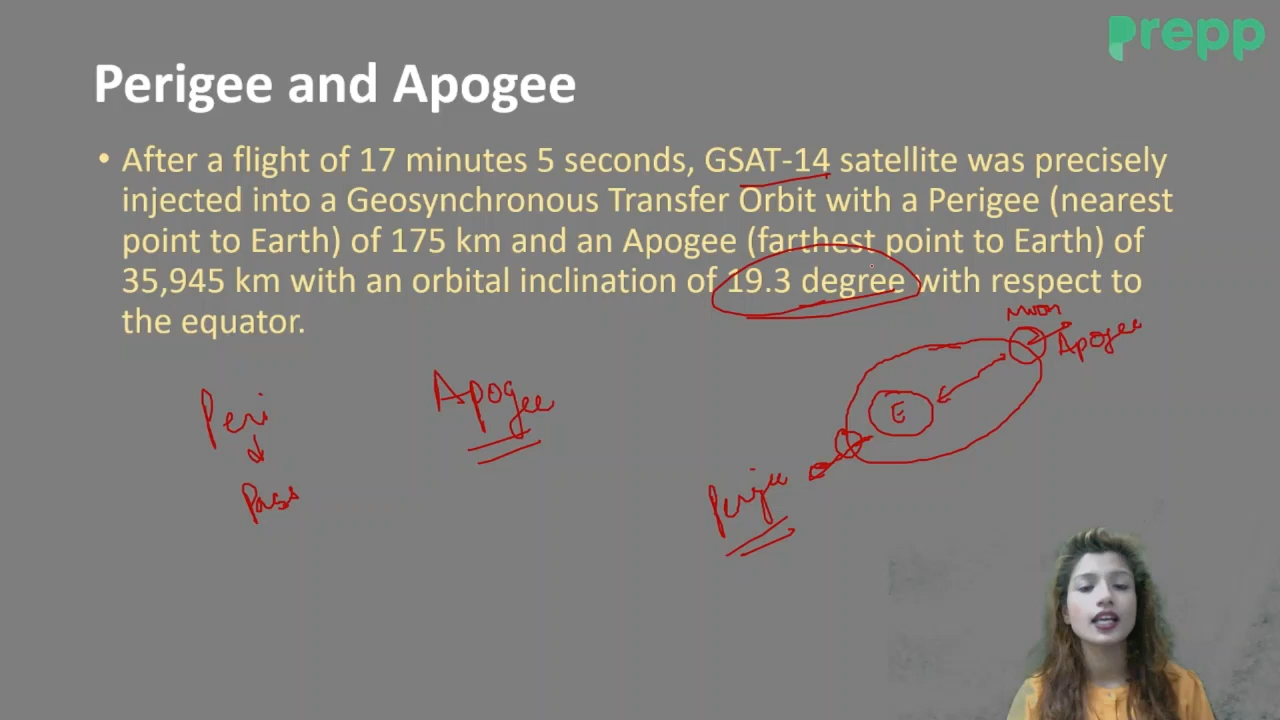 Prepp
Perigee and Apogee
• After a flight of 17 minutes 5 seconds, GSAT-14 satellite was precisely
injected into a Geosynchronous Transfer Orbit with a Perigee (nearest
point to Earth) of 175 km and an Apogee (farthest point to Earth) of
35,945 km with an orbital inclination of 19.3 degree with respect to
the equator.
Moon
Apogee
Peri
Apogee
E
Pass
Perigee